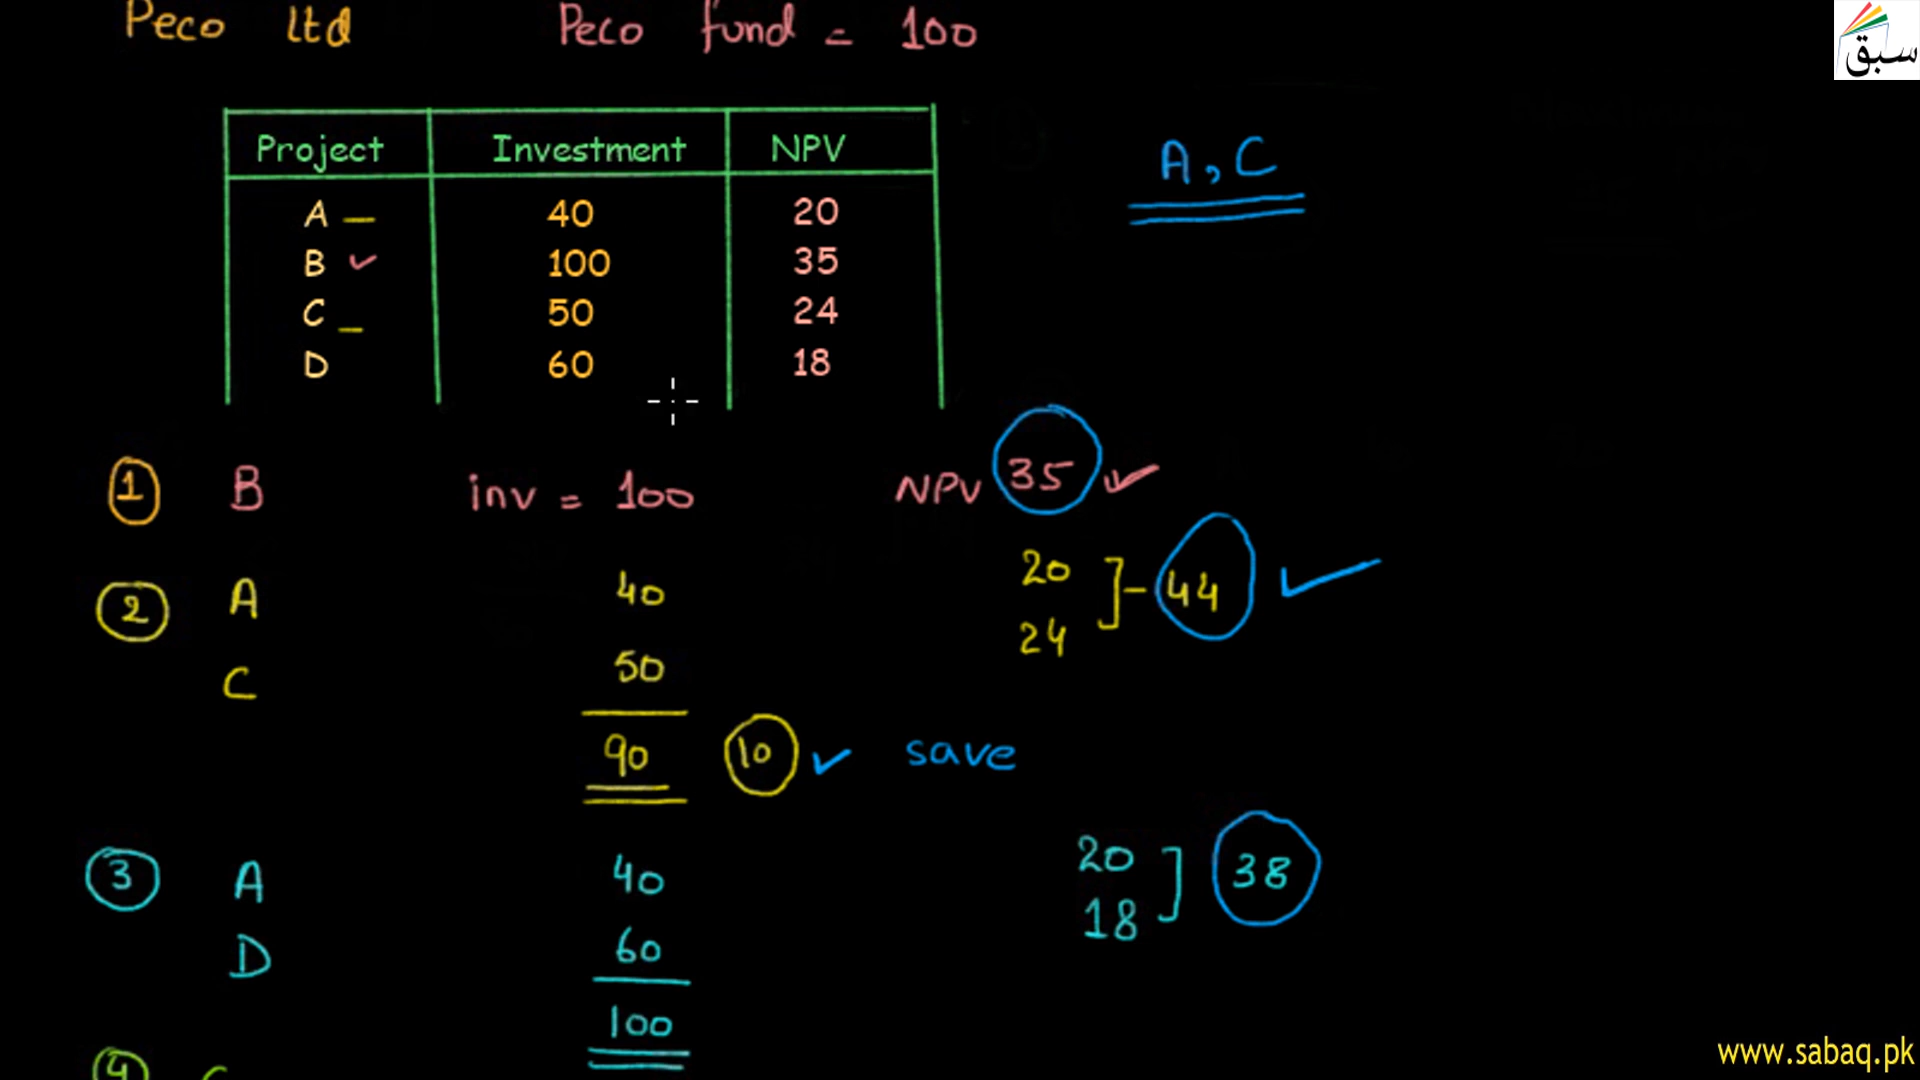 Peco Ltd Peco fund = 100
سبق
Project Investment NPV
A 40 20
B ✓ 100 35
C 50 24
D 60 18
A, C
1 B inv = 100 NPV 35 ✓
2 A 40 20 ] - 44 ✓
C 50 24
90 10 ✓ save
3 A 40 20 ] 38
D 60 18
100
4
www.sabaq.pk